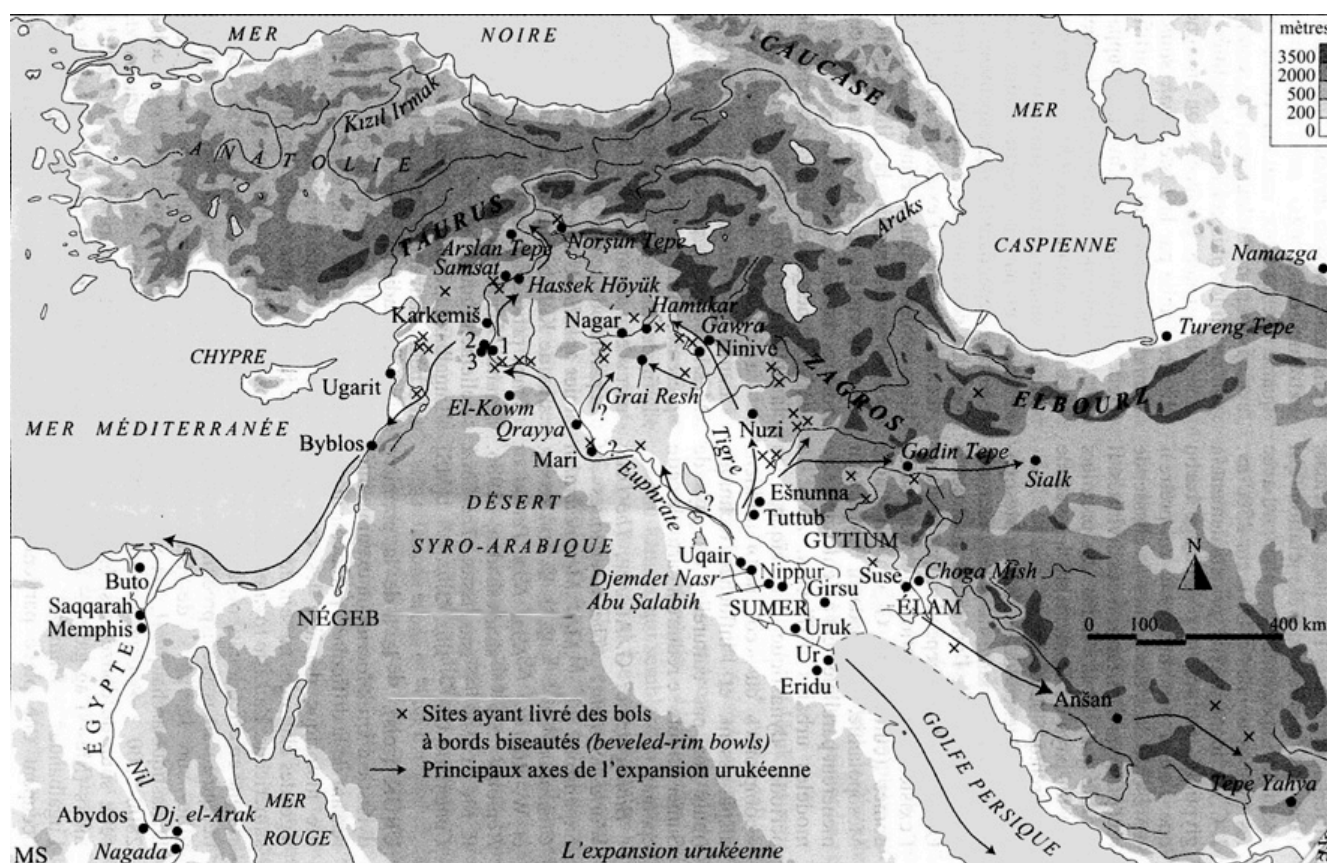 MER NOIRE
CAUCASE
mètres
3500
2000
500
200
0
MER
CASPIENNE
Kızıl Irmak
ANATOLIE
TAURUS
Araks
Arslan Tepe
Norşun Tepe
Samsat
Hassek Höyük
Namazga
Karkemiš
Hamukar
Nagar
Gawra
Ninive
Tureng Tepe
2
1
3
CHYPRE
Ugarit
Grai Resh
ZAGROS
ELBOURZ
El-Kowm
Qrayya
?
MER MÉDITERRANÉE
Nuzi
Tigre
Byblos
Mari
?
Godin Tepe
Sialk
Euphrate
?
DÉSERT
SYRO-ARABIQUE
Ešnunna
Tuttub
GUTIUM
N
Uqair
Buto
Djemdet Nasr
Nippur
Suse
Choga Mish
Abu Ṣalabih
SUMER
Girsu
ÉLAM
Saqqarah
Memphis
NÉGEB
Uruk
0 100 400 km
Ur
Eridu
ÉGYPTE
Anšan
× Sites ayant livré des bols
à bords biseautés (beveled-rim bowls)
→ Principaux axes de l'expansion urukéenne
GOLFE PERSIQUE
Nil
Tepe Yahya
MER
ROUGE
Abydos
Dj. el-Arak
Nagada
MS
L'expansion urukéenne